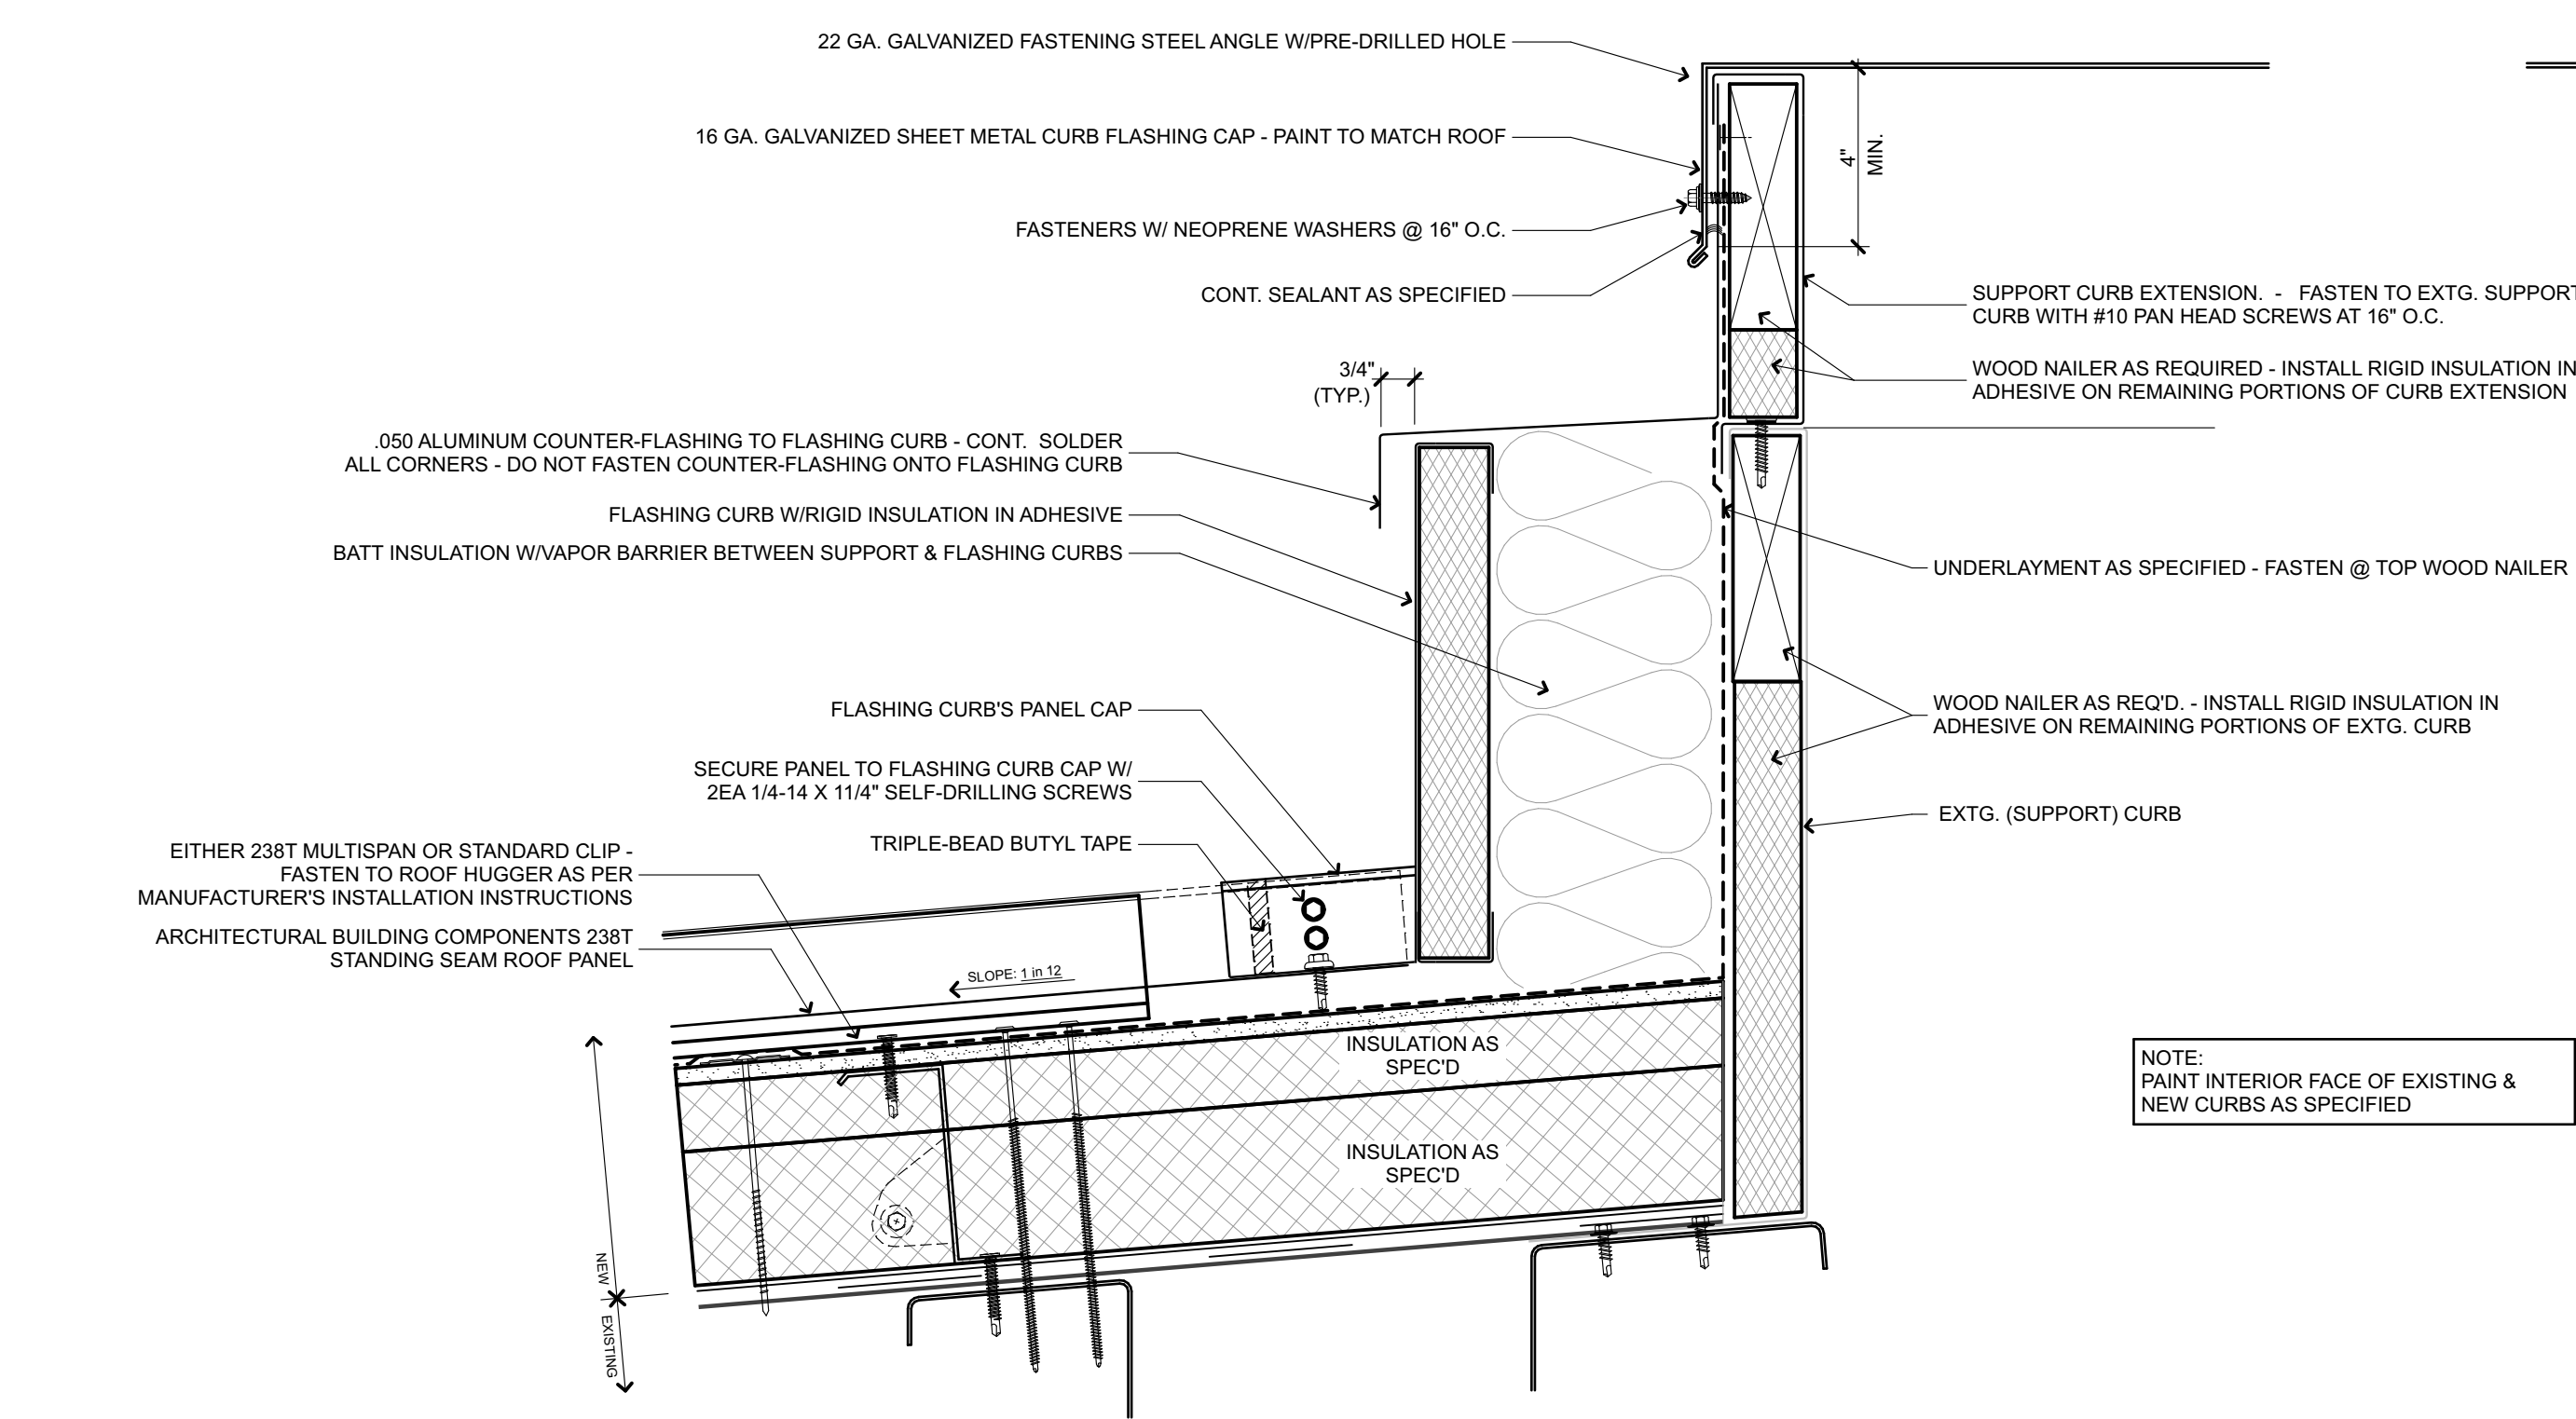 22 GA. GALVANIZED FASTENING STEEL ANGLE W/PRE-DRILLED HOLE
16 GA. GALVANIZED SHEET METAL CURB FLASHING CAP - PAINT TO MATCH ROOF
FASTENERS W/ NEOPRENE WASHERS @ 16" O.C.
CONT. SEALANT AS SPECIFIED
4"
MIN.
SUPPORT CURB EXTENSION. - FASTEN TO EXTG. SUPPORT
CURB WITH #10 PAN HEAD SCREWS AT 16" O.C.
WOOD NAILER AS REQUIRED - INSTALL RIGID INSULATION IN
ADHESIVE ON REMAINING PORTIONS OF CURB EXTENSION
3/4"
(TYP.)
.050 ALUMINUM COUNTER-FLASHING TO FLASHING CURB - CONT. SOLDER
ALL CORNERS - DO NOT FASTEN COUNTER-FLASHING ONTO FLASHING CURB
FLASHING CURB W/RIGID INSULATION IN ADHESIVE
BATT INSULATION W/VAPOR BARRIER BETWEEN SUPPORT & FLASHING CURBS
UNDERLAYMENT AS SPECIFIED - FASTEN @ TOP WOOD NAILER
WOOD NAILER AS REQ'D. - INSTALL RIGID INSULATION IN
ADHESIVE ON REMAINING PORTIONS OF EXTG. CURB
EXTG. (SUPPORT) CURB
FLASHING CURB'S PANEL CAP
SECURE PANEL TO FLASHING CURB CAP W/
2EA 1/4-14 X 11/4" SELF-DRILLING SCREWS
TRIPLE-BEAD BUTYL TAPE
EITHER 238T MULTISPAN OR STANDARD CLIP -
FASTEN TO ROOF HUGGER AS PER
MANUFACTURER'S INSTALLATION INSTRUCTIONS
ARCHITECTURAL BUILDING COMPONENTS 238T
STANDING SEAM ROOF PANEL
SLOPE: 1 in 12
INSULATION AS
SPEC'D
INSULATION AS
SPEC'D
NEW
EXISTING
NOTE:
PAINT INTERIOR FACE OF EXISTING &
NEW CURBS AS SPECIFIED